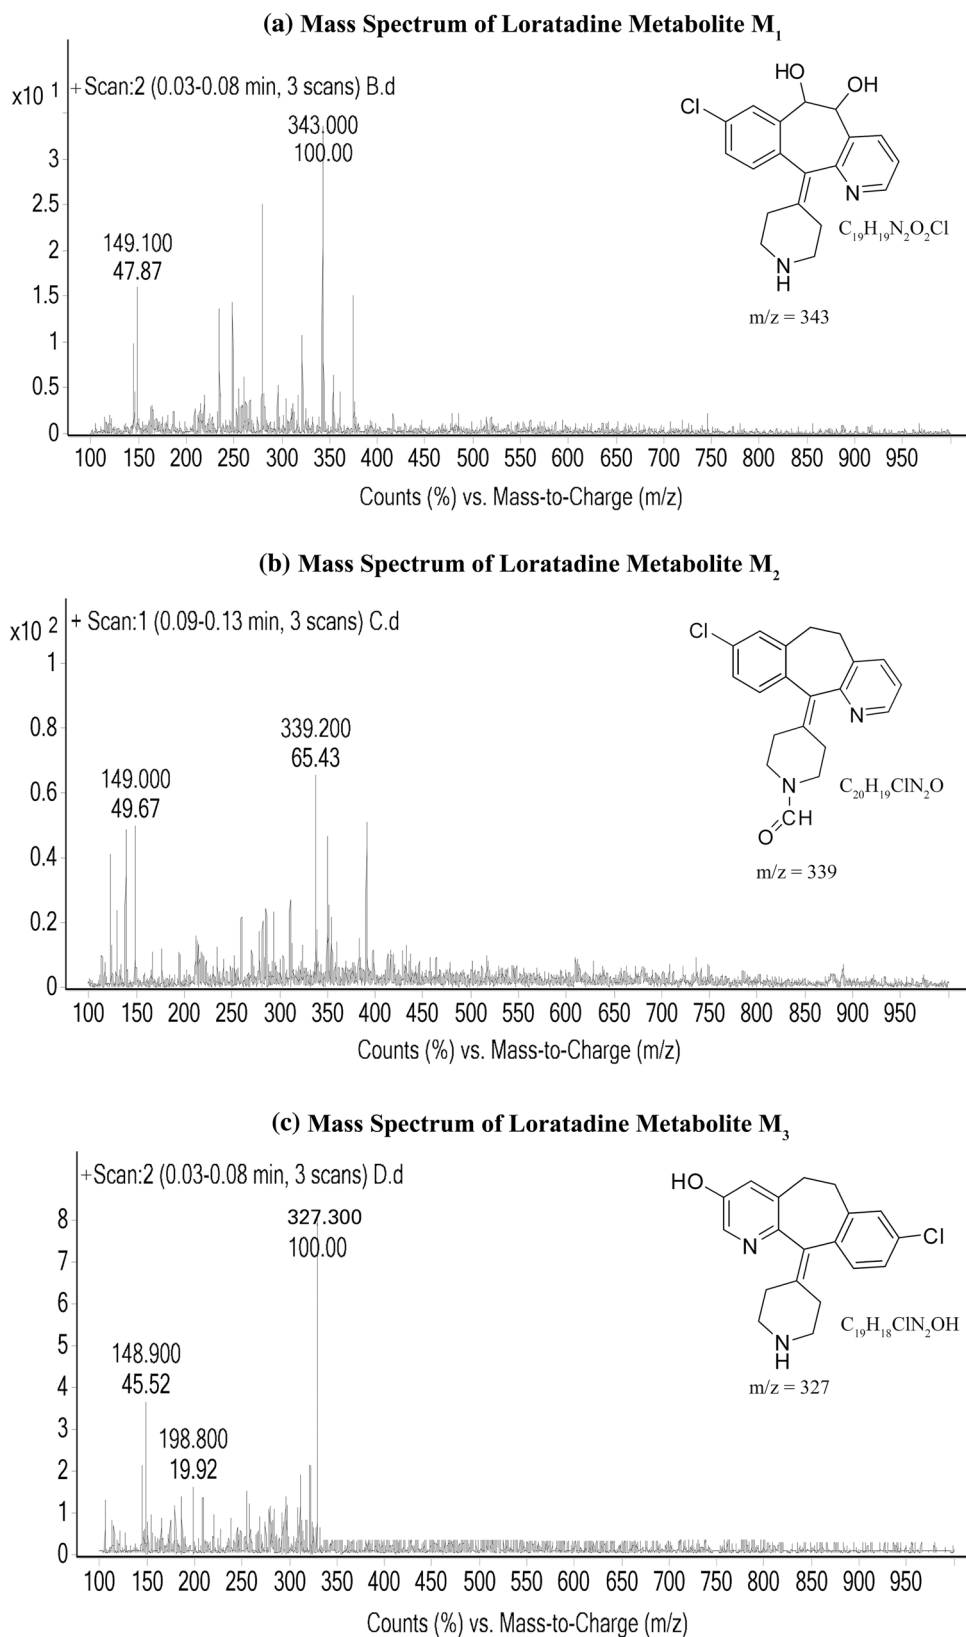 (a) Mass Spectrum of Loratadine Metabolite M1
x10 1
+Scan:2 (0.03-0.08 min, 3 scans) B.d
343.000
100.00
149.100
47.87
3
2.5
2
1.5
1
0.5
0
100 150 200 250 300 350 400 450 500 550 600 650 700 750 800 850 900 950
Counts (%) vs. Mass-to-Charge (m/z)
HO
OH
Cl
N
N
H
C19H19N2O2Cl
m/z = 343
(b) Mass Spectrum of Loratadine Metabolite M2
x10 2
+ Scan:1 (0.09-0.13 min, 3 scans) C.d
339.200
65.43
149.000
49.67
1
0.8
0.6
0.4
0.2
0
100 150 200 250 300 350 400 450 500 550 600 650 700 750 800 850 900 950
Counts (%) vs. Mass-to-Charge (m/z)
Cl
N
N
CH
O
C20H19ClN2O
m/z = 339
(c) Mass Spectrum of Loratadine Metabolite M3
+Scan:2 (0.03-0.08 min, 3 scans) D.d
327.300
100.00
148.900
45.52
198.800
19.92
8
7
6
5
4
3
2
1
0
100 150 200 250 300 350 400 450 500 550 600 650 700 750 800 850 900 950
Counts (%) vs. Mass-to-Charge (m/z)
HO
Cl
N
N
H
C19H18ClN2OH
m/z = 327